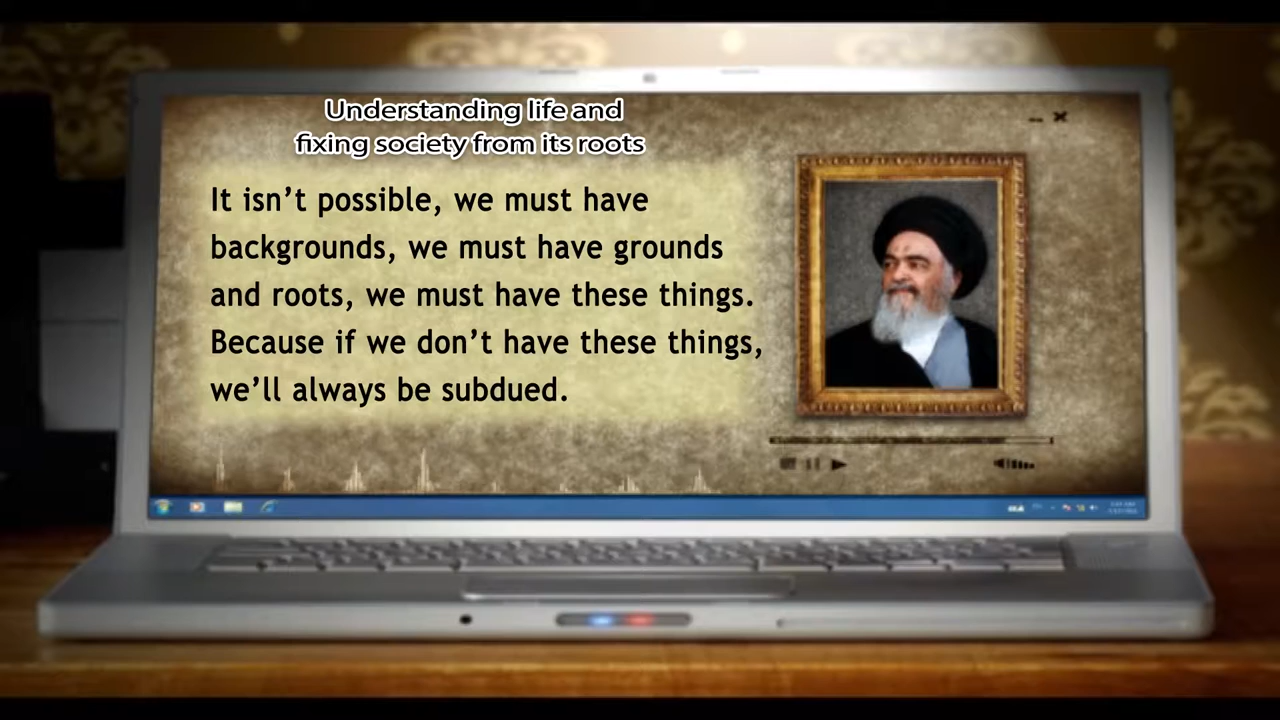 Understanding life and
fixing society from its roots
It isn’t possible, we must have
backgrounds, we must have grounds
and roots, we must have these things.
Because if we don’t have these things,
we’ll always be subdued.